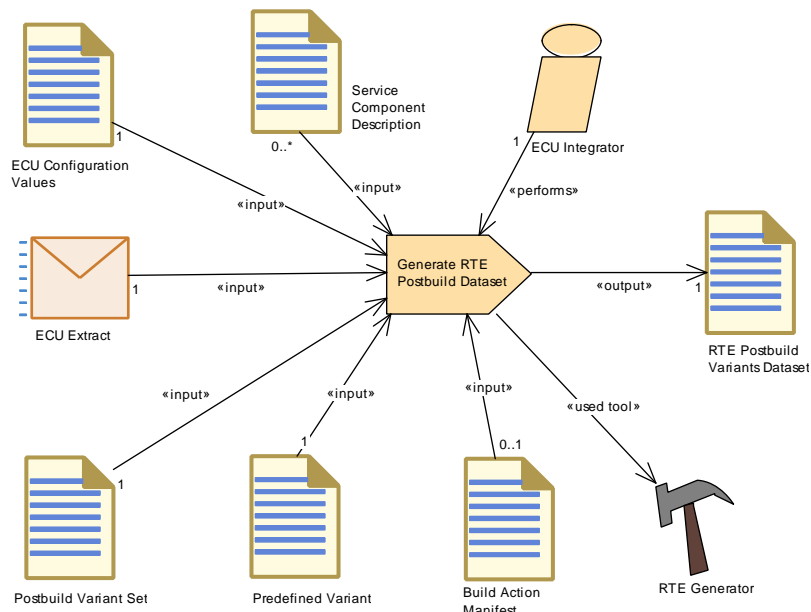 Service
Component
Description
0..*
1
ECU Configuration
Values
1
ECU Integrator
«input»
«input»
«performs»
Generate RTE
Postbuild Dataset
1
«input»
ECU Extract
«output»
1
RTE Postbuild
Variants Dataset
«input»
«input»
«input»
«used tool»
1
Postbuild Variant Set
1
Predefined Variant
0..1
Build Action
Manifest
RTE Generator